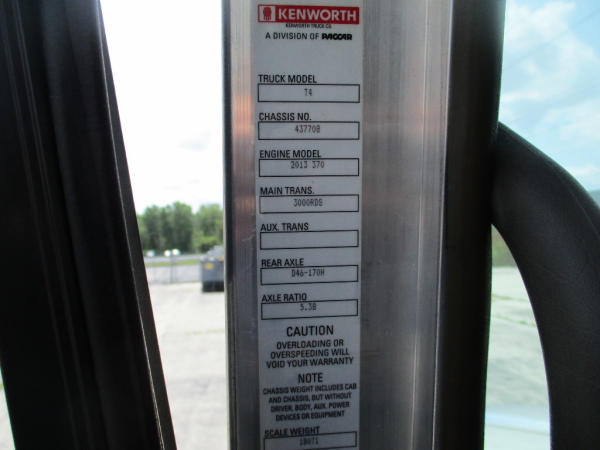 KENWORTH
KENWORTH TRUCK CO.
A DIVISION OF PACCAR
TRUCK MODEL
T4
CHASSIS NO.
437708
ENGINE MODEL
2013 370
MAIN TRANS.
3000RDS
AUX. TRANS
REAR AXLE
D46-170H
AXLE RATIO
5.38
CAUTION
OVERLOADING OR
OVERSPEEDING WILL
VOID YOUR WARRANTY
NOTE
CHASSIS WEIGHT INCLUDES CAB
AND CHASSIS, BUT WITHOUT
DRIVER, BODY, AUX. POWER
DEVICES OR EQUIPMENT
SCALE WEIGHT
18071